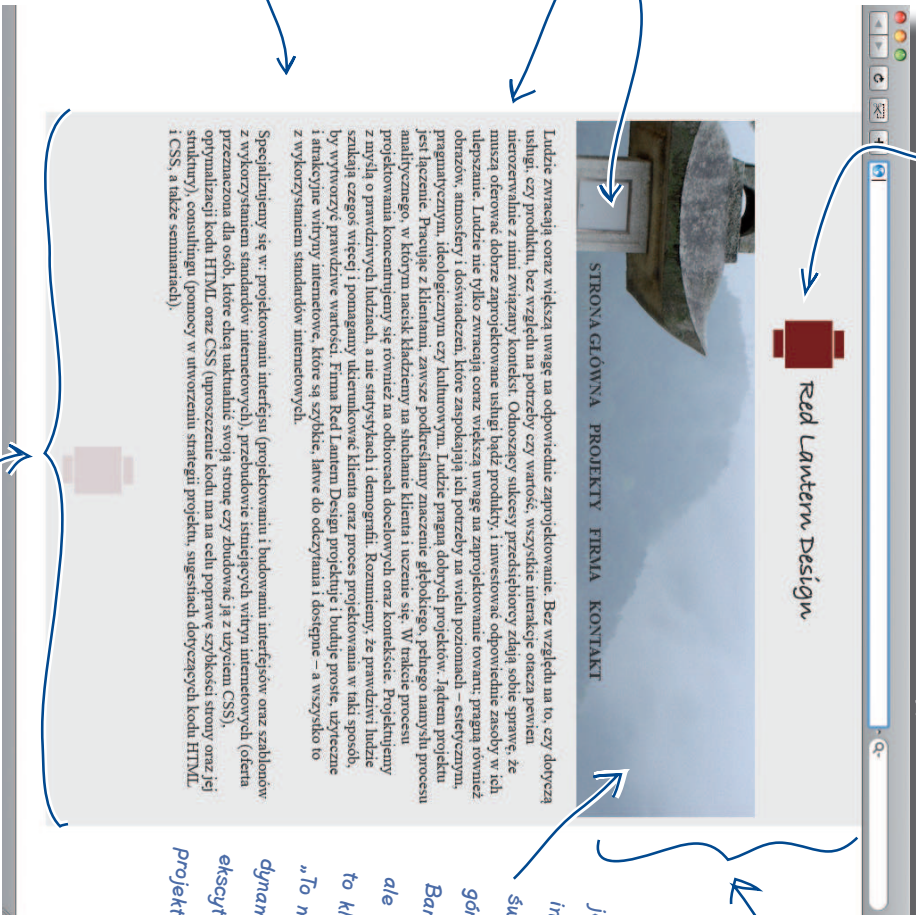 Red Lantern Design
STRONA GŁÓWNA PROJEKTY FIRMA KONTAKT
Ludzie zwracają coraz większą uwagę na odpowiednie zaprojektowanie. Bez względu na to, czy dotyczą
usługi, czy produktu, bez względu na potrzeby czy wartość, wszystkie interakcje otacza pewien
nierozerwalnie z nimi związany kontekst. Odnoszący sukcesy przedsiębiorcy zdają sobie sprawę, że
muszą oferować dobrze zaprojektowane usługi bądź produkty, i inwestować odpowiednie zasoby w ich
ulepszanie. Ludzie nie tylko zwracają coraz większą uwagę na zaprojektowanie towaru; pragną również
obrazów, atmosfery i doświadczeń, które zaspokajają ich potrzeby na wielu poziomach – estetycznym,
pragmatycznym, ideologicznym czy kulturowym. Ludzie pragną dobrych projektów. Jądrem projektu
jest łączenie. Pracując z klientami, zawsze podkreślamy znaczenie głębokiego, pełnego namysłu procesu
analitycznego, w którym nacisk kładziemy na słuchanie klienta i uczenie się. W trakcie procesu
projektowania koncentrujemy się również na odbiorcach docelowych oraz kontekście. Projektujemy
z myślą o prawdziwych ludziach, a nie statystykach i demografii. Rozumiemy, że prawdziwi ludzie
szukają czegoś więcej i pomagamy ukierunkować klienta oraz proces projektowania w taki sposób,
by wytworzyć prawdziwe wartości. Firma Red Lantern Design projektuje i buduje proste, użyteczne
i atrakcyjne witryny internetowe, które są szybkie, łatwe do odczytania i dostępne – a wszystko to
z wykorzystaniem standardów internetowych.
Specjalizujemy się w: projektowaniu interfejsu (projektowaniu i budowaniu interfejsów oraz szablonów
z wykorzystaniem standardów internetowych), przebudowie istniejących witryn internetowych (oferta
przeznaczona dla osób, które chcą uaktualnić swoją stronę czy zbudować ją z użyciem CSS),
optymalizacji kodu HTML oraz CSS (uproszczenie kodu ma na celu poprawę szybkości strony oraz jej
struktury), consultingu (pomocy w utworzeniu strategii projektu, sugestiach dotyczących kodu HTML
i CSS, a także seminariach).
gór
Bar
ale
to kl
„To n
dynam
ekscyt
projekt